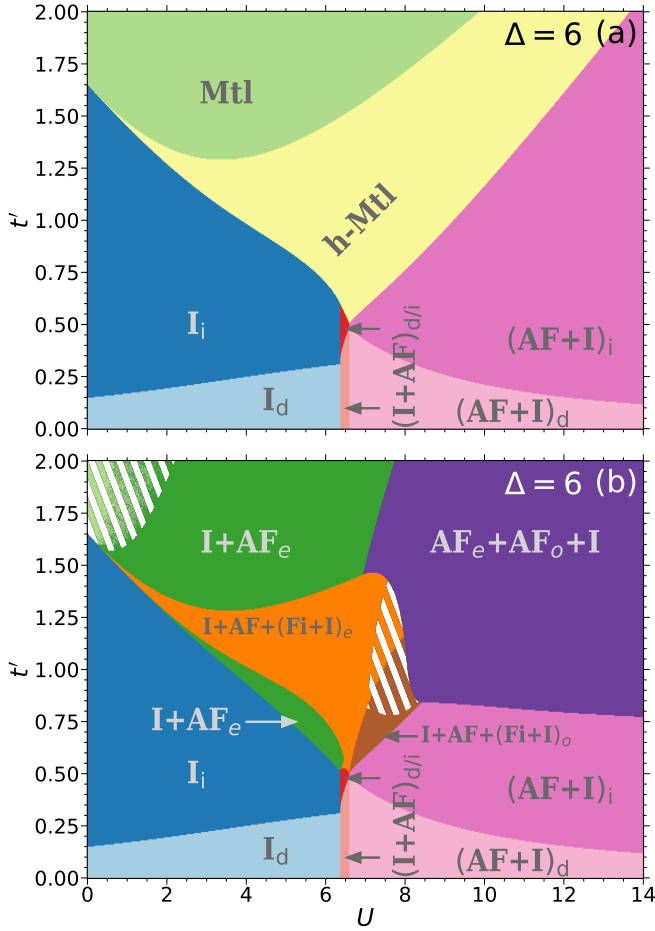 2.00
Δ = 6 (a)
1.75
Mtl
1.50
1.25
t′
1.00
h-Mtl
0.75
0.50
I_i
(I+AF)_d/i
(AF+I)_i
0.25
I_d
(AF+I)_d
0.00
2.00
Δ = 6 (b)
1.75
I+AF_e
AF_e+AF_o+I
1.50
1.25
I+AF+(Fi+I)_e
t′
1.00
0.75
I+AF_e
I+AF+(Fi+I)_o
0.50
I_i
(I+AF)_d/i
(AF+I)_i
0.25
I_d
(AF+I)_d
0.00
0 2 4 6 8 10 12 14
U